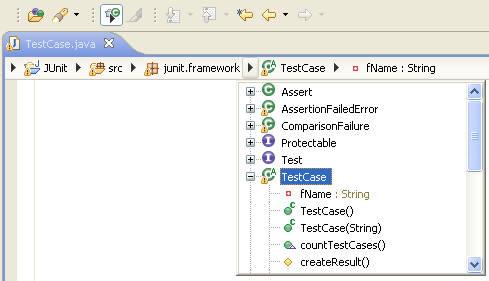 TestCase.java
JUnit src junit.framework TestCase fName : String
Assert
AssertionFailedError
ComparisonFailure
Protectable
Test
TestCase
fName : String
TestCase()
TestCase(String)
countTestCases()
createResult()